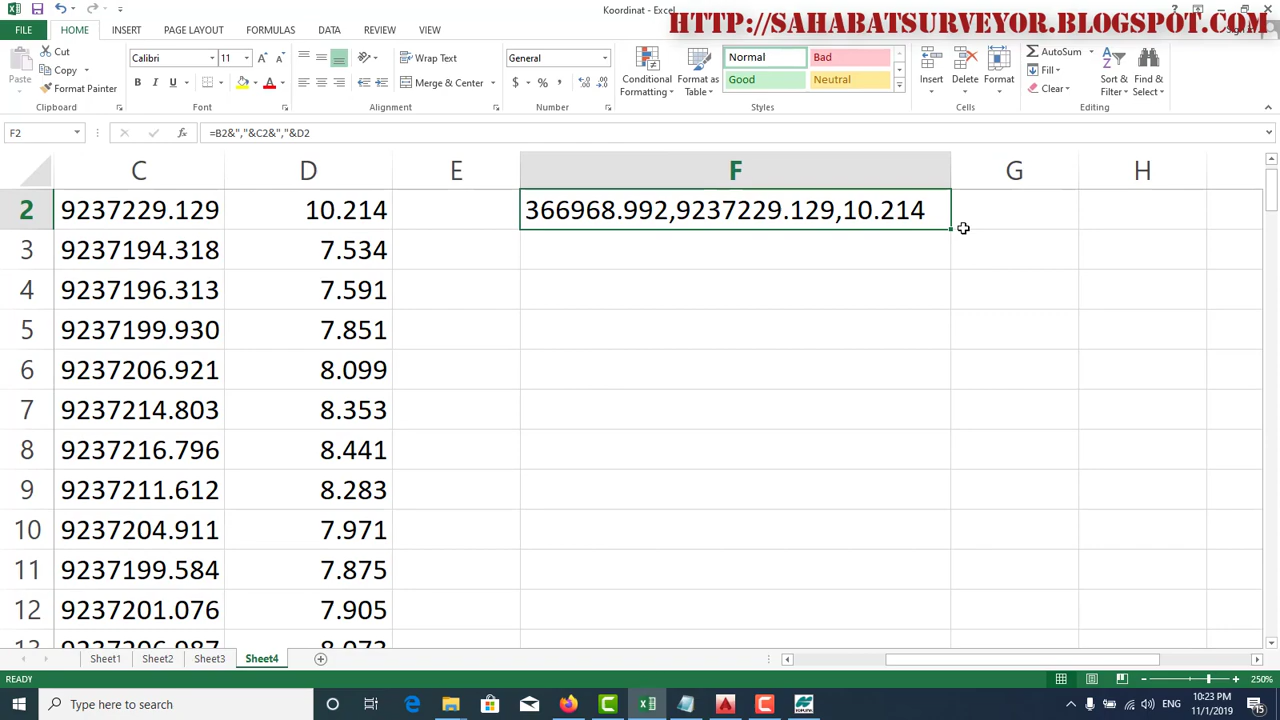 Koordinat - Excel
HTTP://SAHABATSURVEYOR.BLOGSPOT.COM
FILE HOME INSERT PAGE LAYOUT FORMULAS DATA REVIEW VIEW
Paste
Cut
Copy
Format Painter
Clipboard
Calibri 11
B I U
Font
Wrap Text
Merge & Center
Alignment
General
$ % ,
Number
Conditional Formatting
Format as Table
Normal Bad
Good Neutral
Styles
Insert Delete Format
Cells
AutoSum
Fill
Clear
Sort & Filter
Find & Select
Editing
F2 =B2&","&C2&","&D2
C D E F G H
2 9237229.129 10.214 366968.992,9237229.129,10.214
3 9237194.318 7.534
4 9237196.313 7.591
5 9237199.930 7.851
6 9237206.921 8.099
7 9237214.803 8.353
8 9237216.796 8.441
9 9237211.612 8.283
10 9237204.911 7.971
11 9237199.584 7.875
12 9237201.076 7.905
13 9237206.987 8.073
Sheet1 Sheet2 Sheet3 Sheet4
READY 250%
Type here to search
ENG
10:23 PM
11/1/2019
15